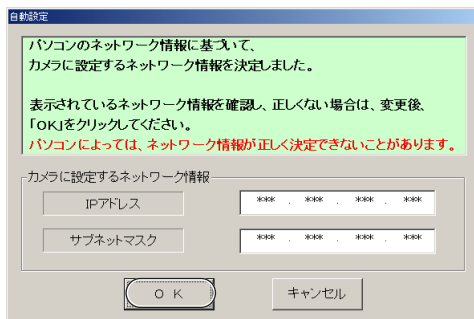 自動設定
パソコンのネットワーク情報に基づいて、
カメラに設定するネットワーク情報を決定しました。
表示されているネットワーク情報を確認し、正しくない場合は、変更後、
「OK」をクリックしてください。
パソコンによっては、ネットワーク情報が正しく決定できないことがあります。
カメラに設定するネットワーク情報
IPアドレス *** . *** . *** . ***
サブネットマスク *** . *** . *** . ***
OK キャンセル